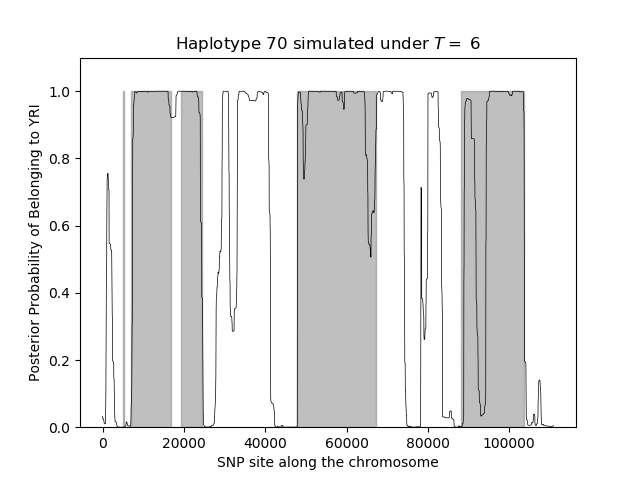 Haplotype 70 simulated under T = 6
Posterior Probability of Belonging to YRI
1.0
0.8
0.6
0.4
0.2
0.0
0 20000 40000 60000 80000 100000
SNP site along the chromosome